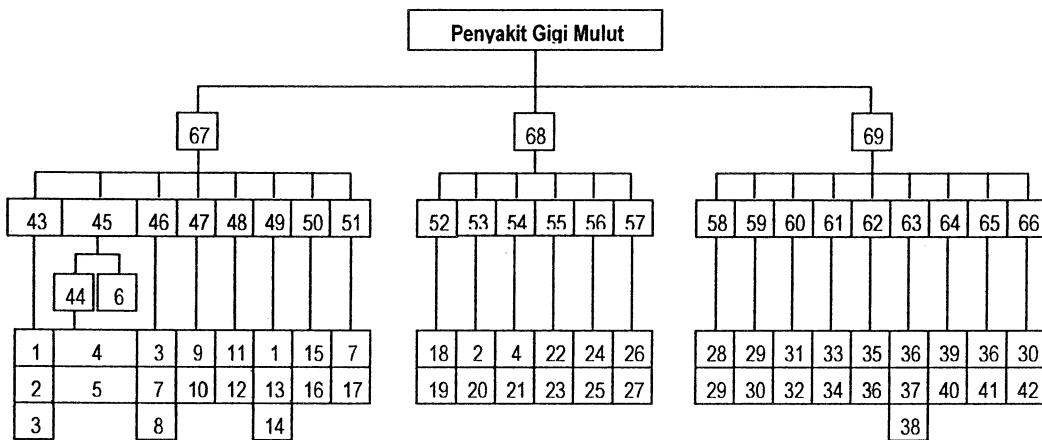 Penyakit Gigi Mulut
67 68 69
43 45 46 47 48 49 50 51 52 53 54 55 56 57 58 59 60 61 62 63 64 65 66
44 6
1 4 3 9 11 1 15 7 18 2 4 22 24 26 28 29 31 33 35 36 39 36 30
2 5 7 10 12 13 16 17 19 20 21 23 25 27 29 30 32 34 36 37 40 41 42
3 8 14 38